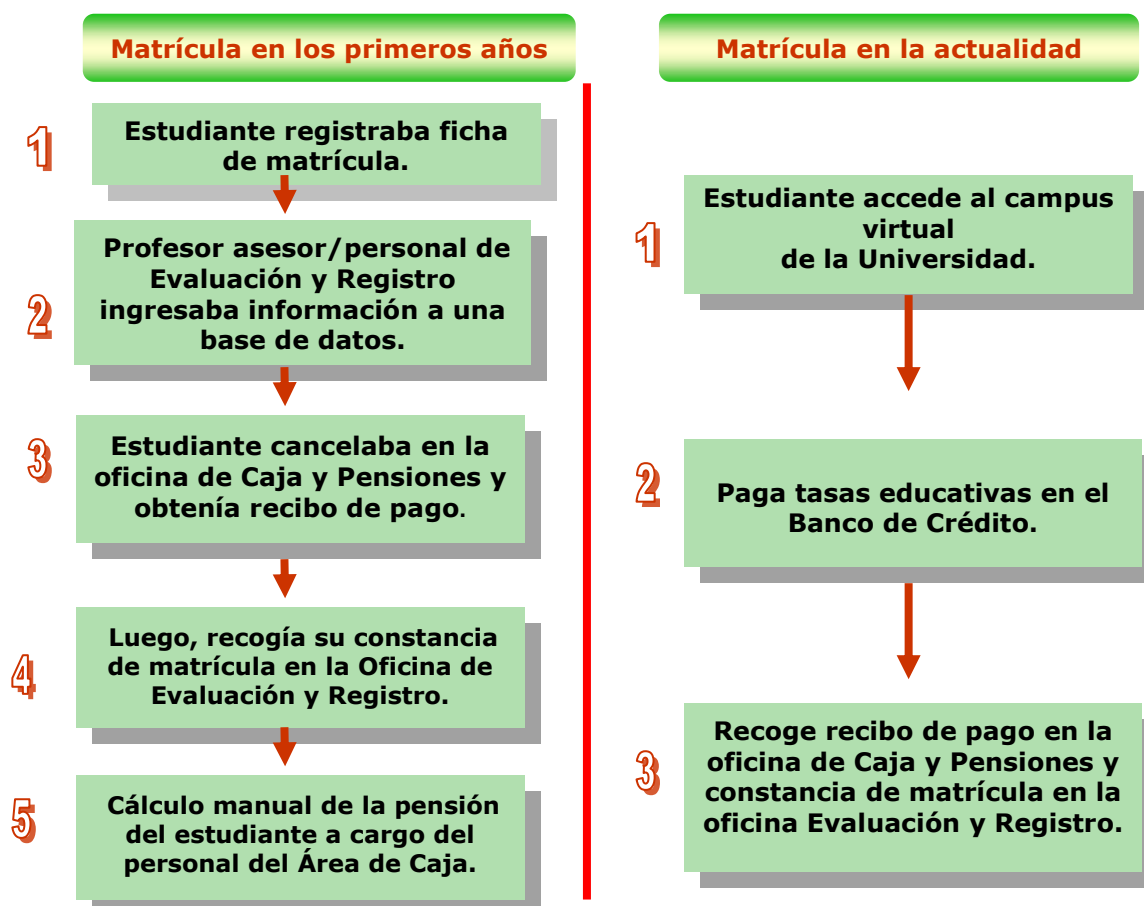 Matrícula en los primeros años
1
Estudiante registraba ficha
de matrícula.
2
Profesor asesor/personal de
Evaluación y Registro
ingresaba información a una
base de datos.
3
Estudiante cancelaba en la
oficina de Caja y Pensiones y
obtenía recibo de pago.
4
Luego, recogía su constancia
de matrícula en la Oficina de
Evaluación y Registro.
5
Cálculo manual de la pensión
del estudiante a cargo del
personal del Área de Caja.
Matrícula en la actualidad
1
Estudiante accede al campus
virtual
de la Universidad.
2
Paga tasas educativas en el
Banco de Crédito.
3
Recoge recibo de pago en la
oficina de Caja y Pensiones y
constancia de matrícula en la
oficina Evaluación y Registro.